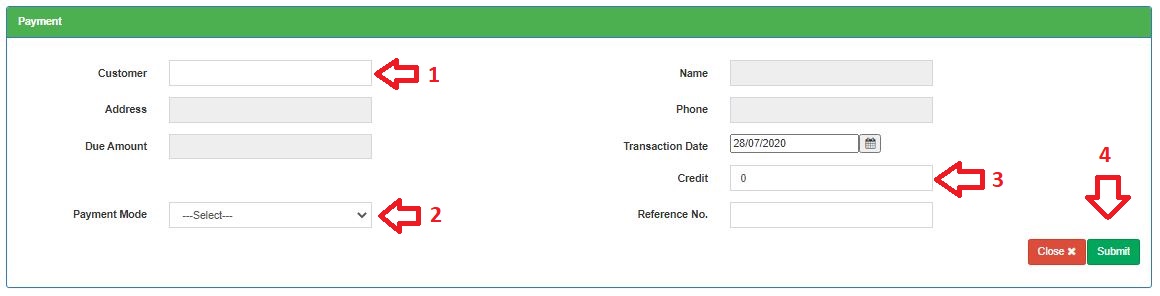 Payment
Customer 1 Name
Address Phone
Due Amount Transaction Date 28/07/2020
Credit 0 3
4
Payment Mode ---Select--- 2 Reference No.
Close ✖ Submit